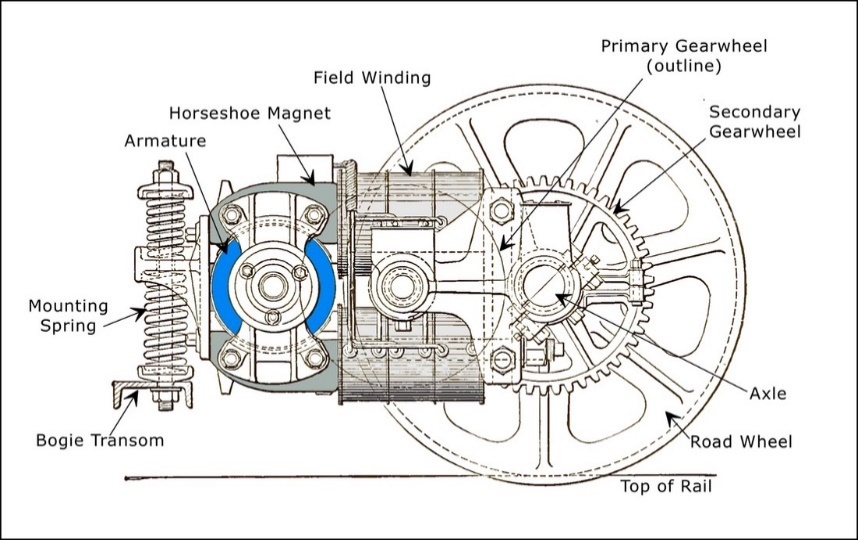 Primary Gearwheel
(outline)
Field Winding
Secondary
Gearwheel
Horseshoe Magnet
Armature
Mounting
Spring
Axle
Bogie Transom
Road Wheel
Top of Rail